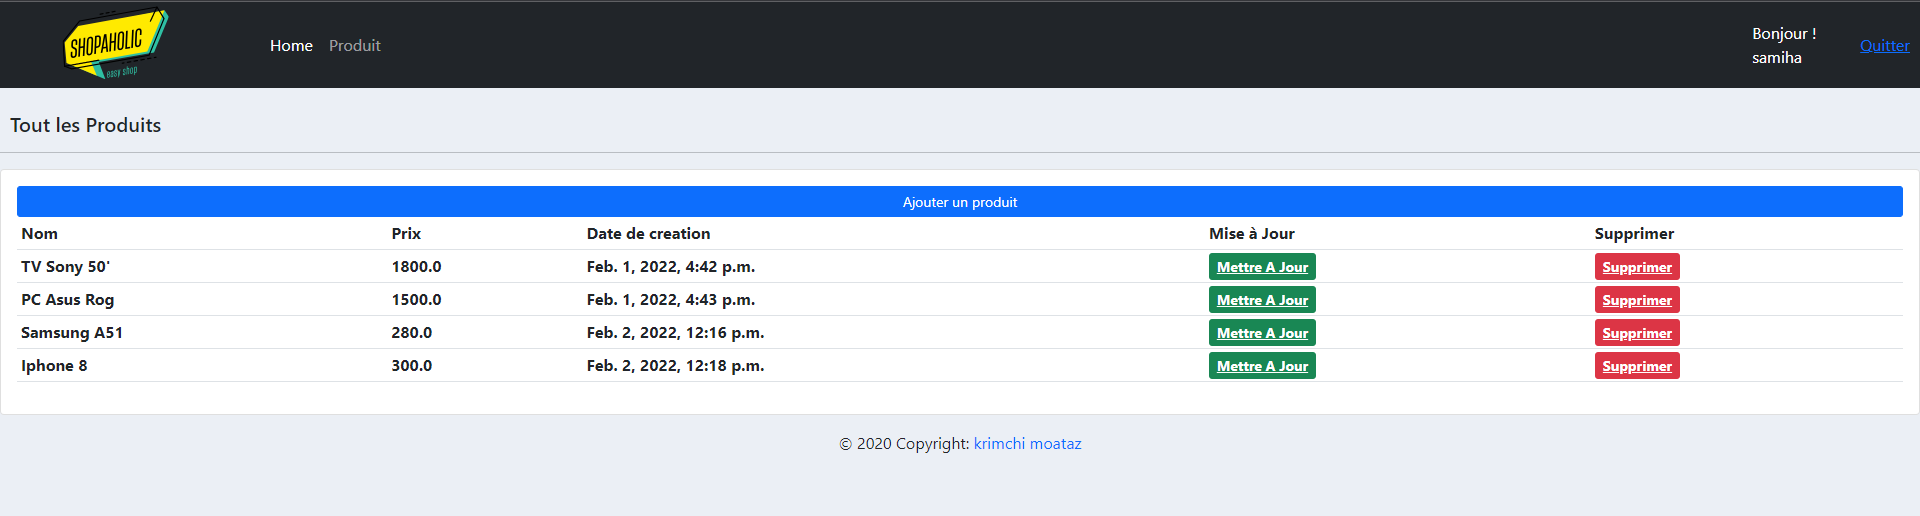 SHOPAHOLIC
easy shop
Home Produit
Bonjour !
samiha
Quitter
Tout les Produits
Ajouter un produit
Nom Prix Date de creation Mise à Jour Supprimer
TV Sony 50' 1800.0 Feb. 1, 2022, 4:42 p.m. Mettre A Jour Supprimer
PC Asus Rog 1500.0 Feb. 1, 2022, 4:43 p.m. Mettre A Jour Supprimer
Samsung A51 280.0 Feb. 2, 2022, 12:16 p.m. Mettre A Jour Supprimer
Iphone 8 300.0 Feb. 2, 2022, 12:18 p.m. Mettre A Jour Supprimer
© 2020 Copyright: krimchi moataz